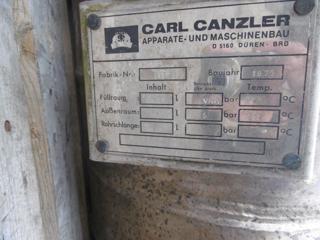 CARL CANZLER
APPARATE-UND MASCHINENBAU
D 5160 DÜREN - BRD
Fabrik-Nr. Baujahr
Inhalt Temp.
Füllraum: l. bar °C
Außenraum: l. bar °C
Rohrschlange: l. bar °C